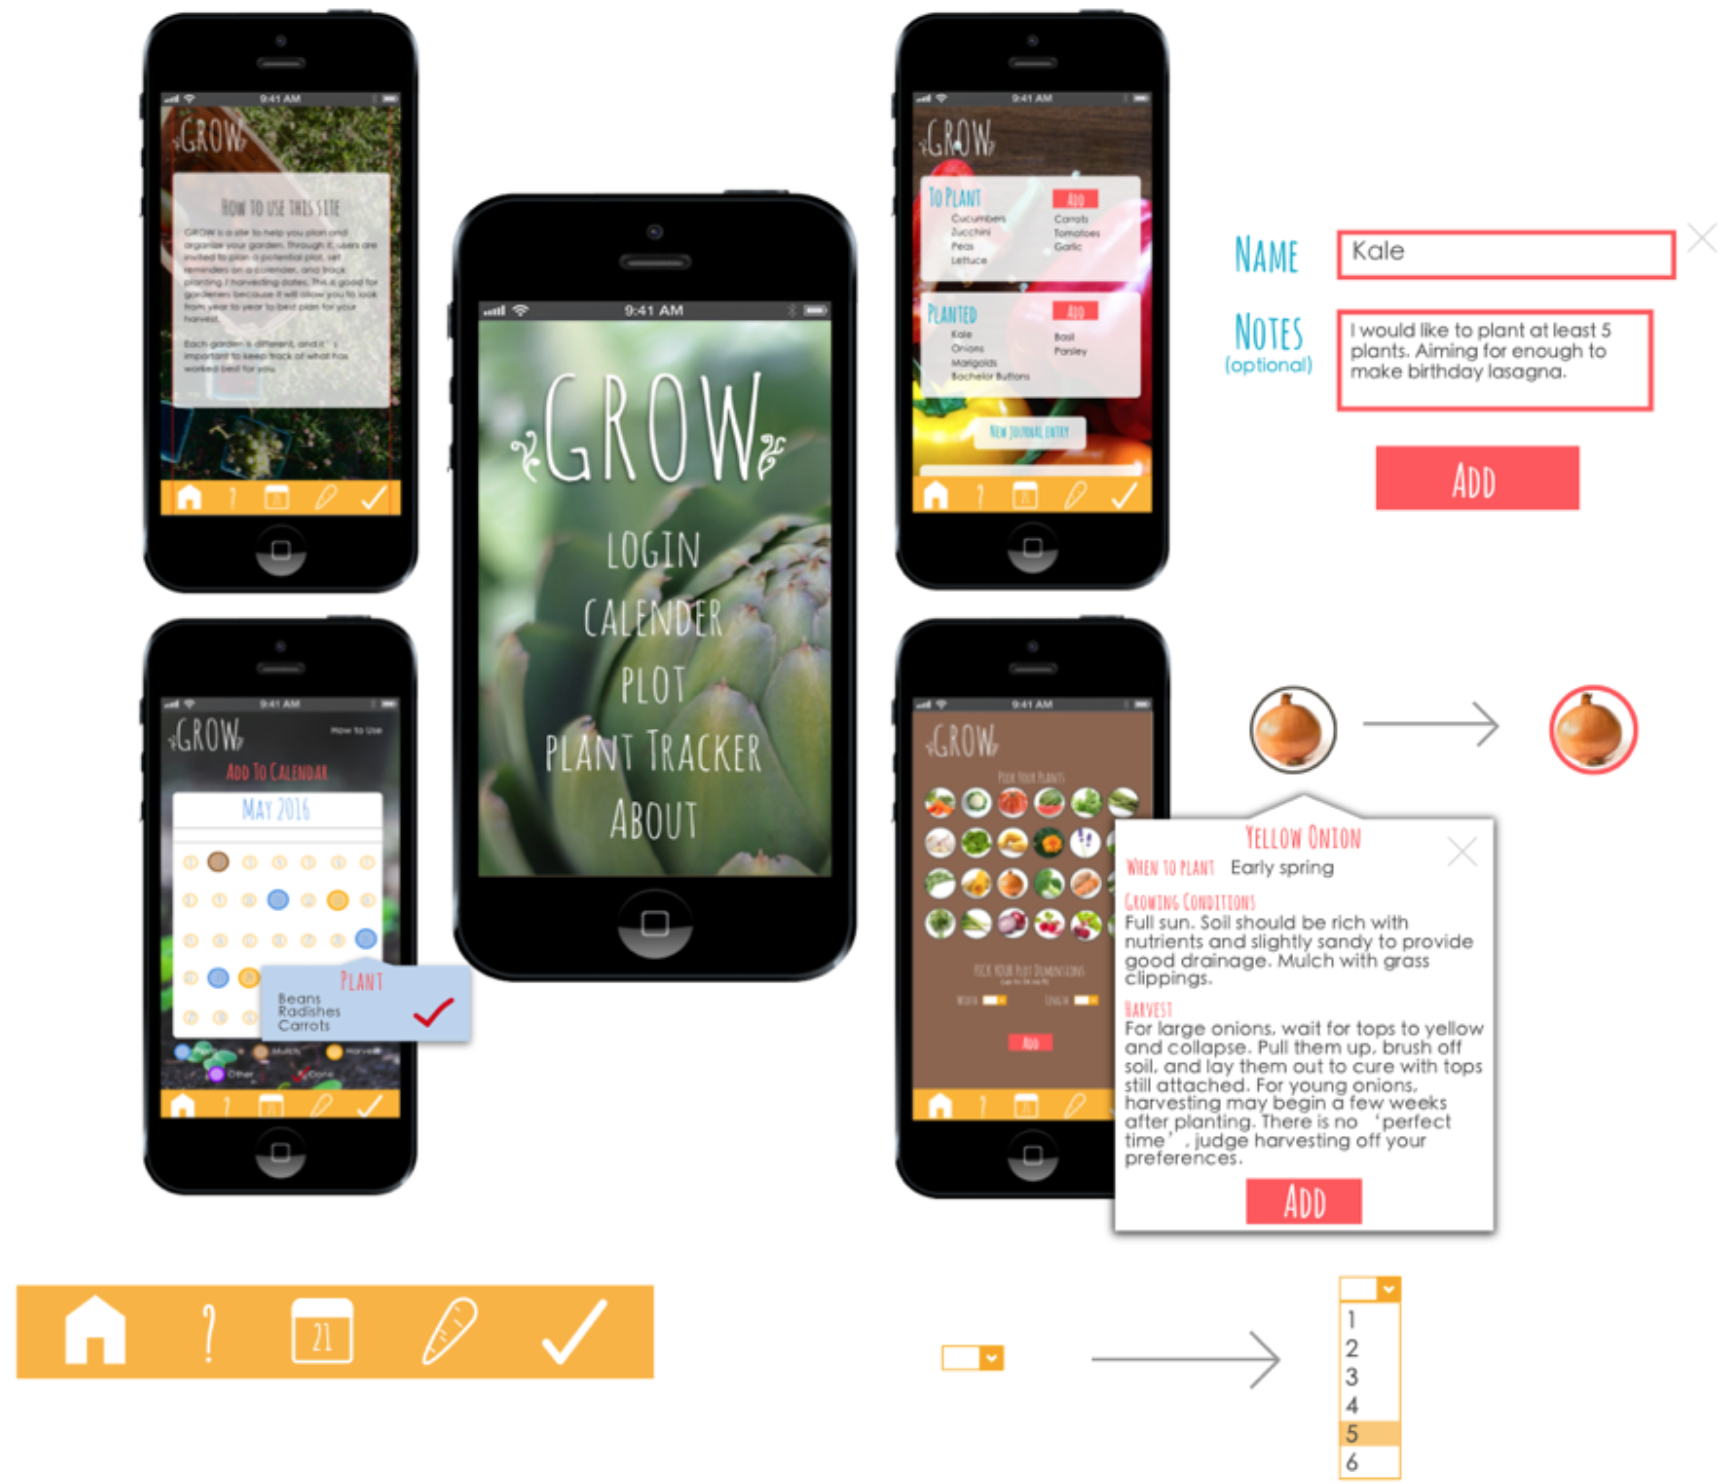 9:41 AM
GROW
How to use this site
GROW is a site to help you plan and
organize your garden. Through it, users are
invited to plan a potential plot, set
reminders on a calender, and track
planting / harvesting dates. This is good for
gardeners because it will allow you to look
from year to year to best plan for your
harvest.
Each garden is different, and it's
important to keep track of what has
worked best for you.
9:41 AM
GROW
LOGIN
CALENDER
PLOT
PLANT TRACKER
ABOUT
9:41 AM
GROW
TO PLANT
ADD
Cucumbers
Zucchini
Peas
Lettuce
Carrots
Tomatoes
Garlic
PLANTED
ADD
Kale
Onions
Marigolds
Bachelor Buttons
Basil
Parsley
NEW JOURNAL ENTRY
21
NAME
Kale
NOTES
(optional)
I would like to plant at least 5
plants. Aiming for enough to
make birthday lasagna.
ADD
9:41 AM
GROW
How to Use
ADD TO CALENDAR
MAY 2016
PLANT
Beans
Radishes
Carrots
Mulch
Harvest
Other
Done
9:41 AM
GROW
PICK YOUR PLANTS
PICK YOUR PLOT DIMENSIONS
WIDTH
LENGTH
ADD
YELLOW ONION
WHEN TO PLANT Early spring
GROWING CONDITIONS
Full sun. Soil should be rich with
nutrients and slightly sandy to provide
good drainage. Mulch with grass
clippings.
HARVEST
For large onions, wait for tops to yellow
and collapse. Pull them up, brush off
soil, and lay them out to cure with tops
still attached. For young onions,
harvesting may begin a few weeks
after planting. There is no 'perfect
time', judge harvesting off your
preferences.
ADD
?
21
1
2
3
4
5
6